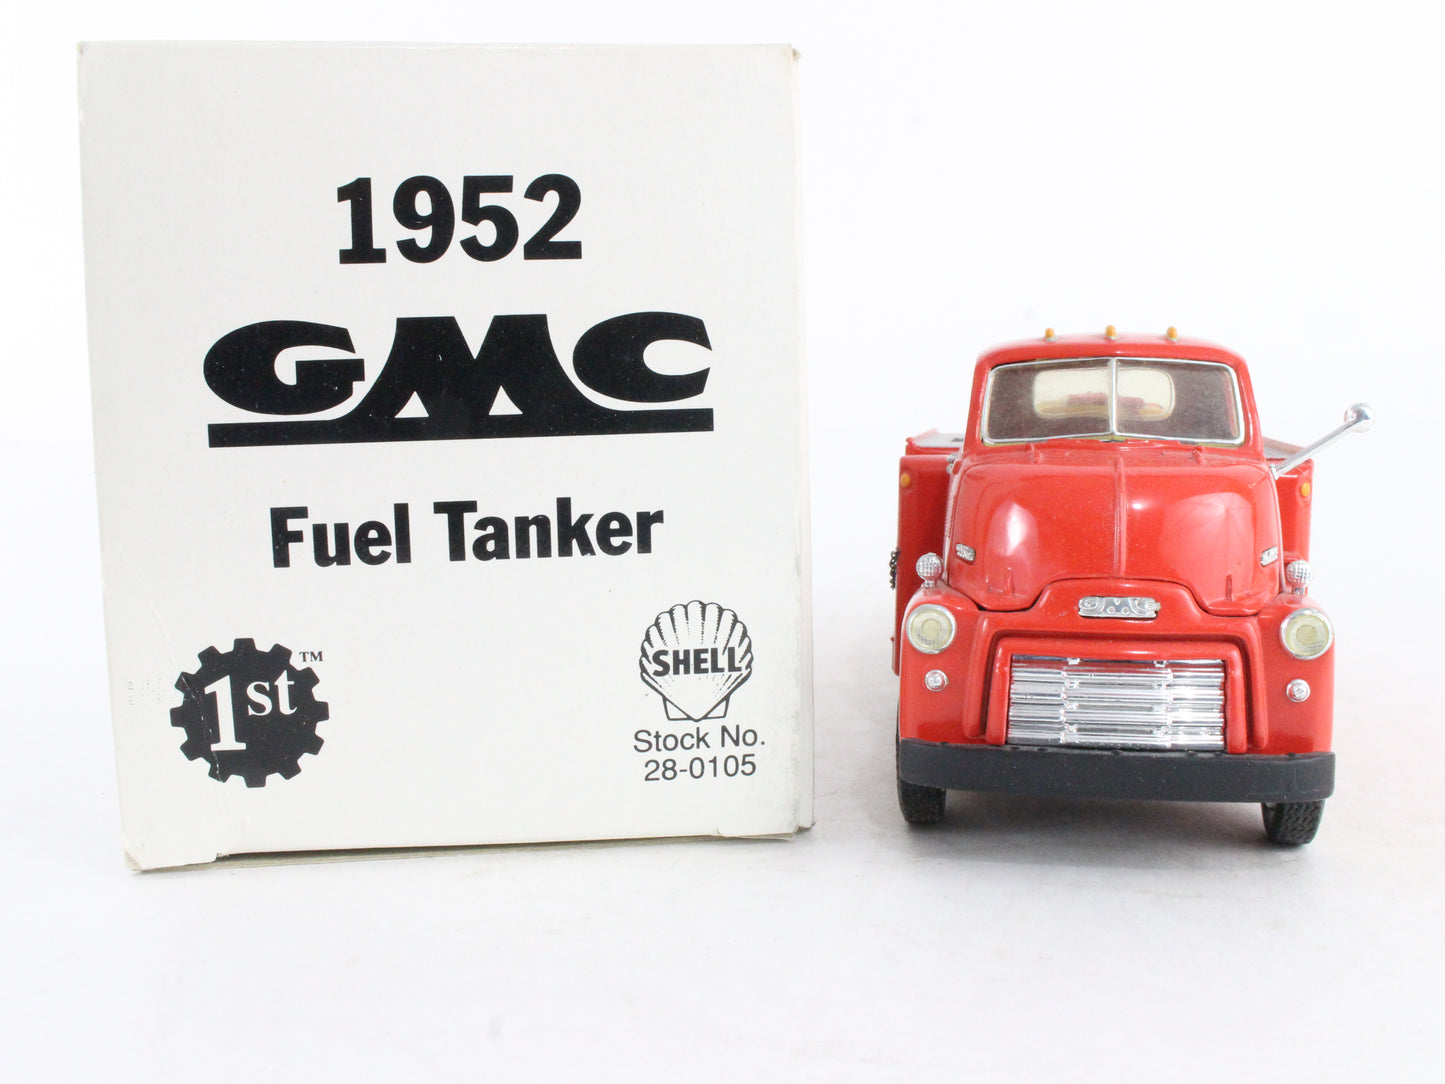 1952
GMC
Fuel Tanker
1st™
SHELL
Stock No.
28-0105
GMC